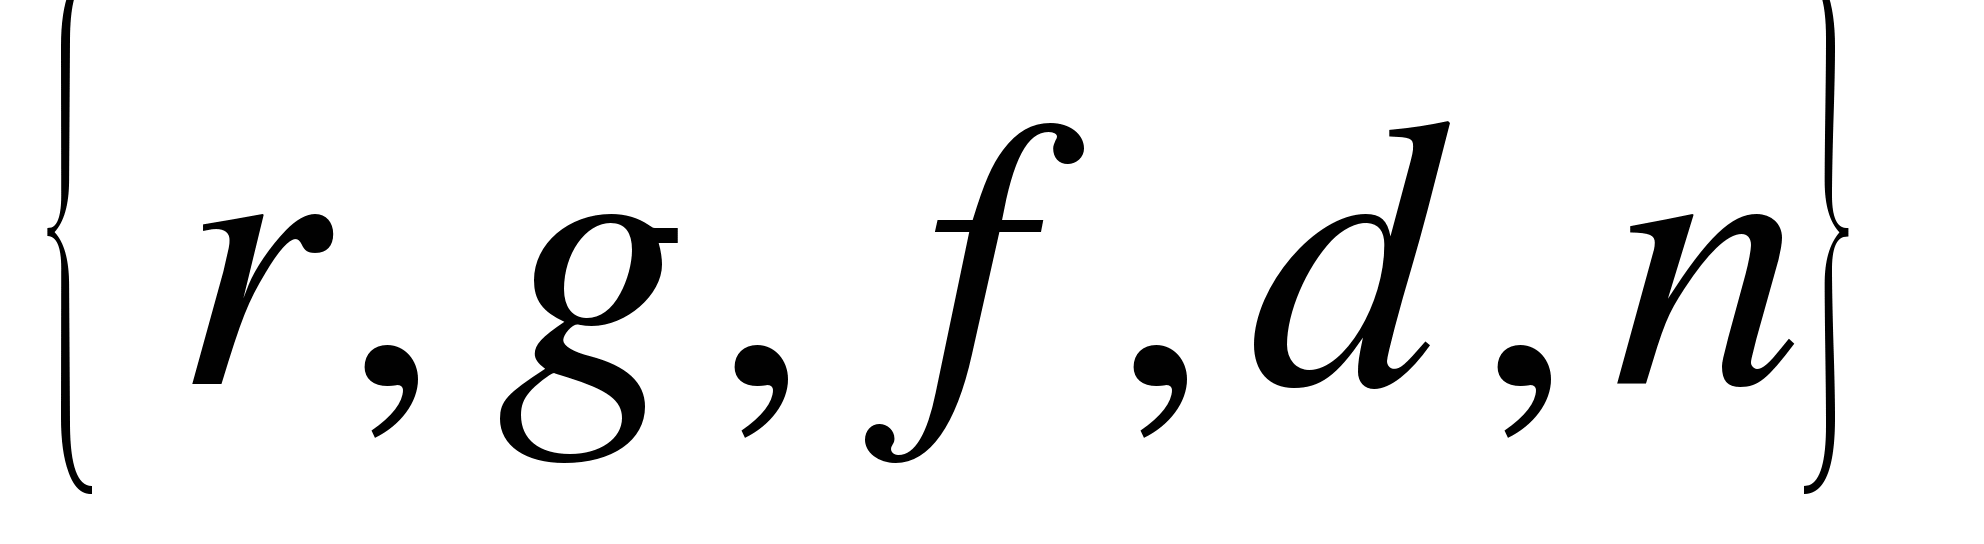 {r, g, f, d, n}